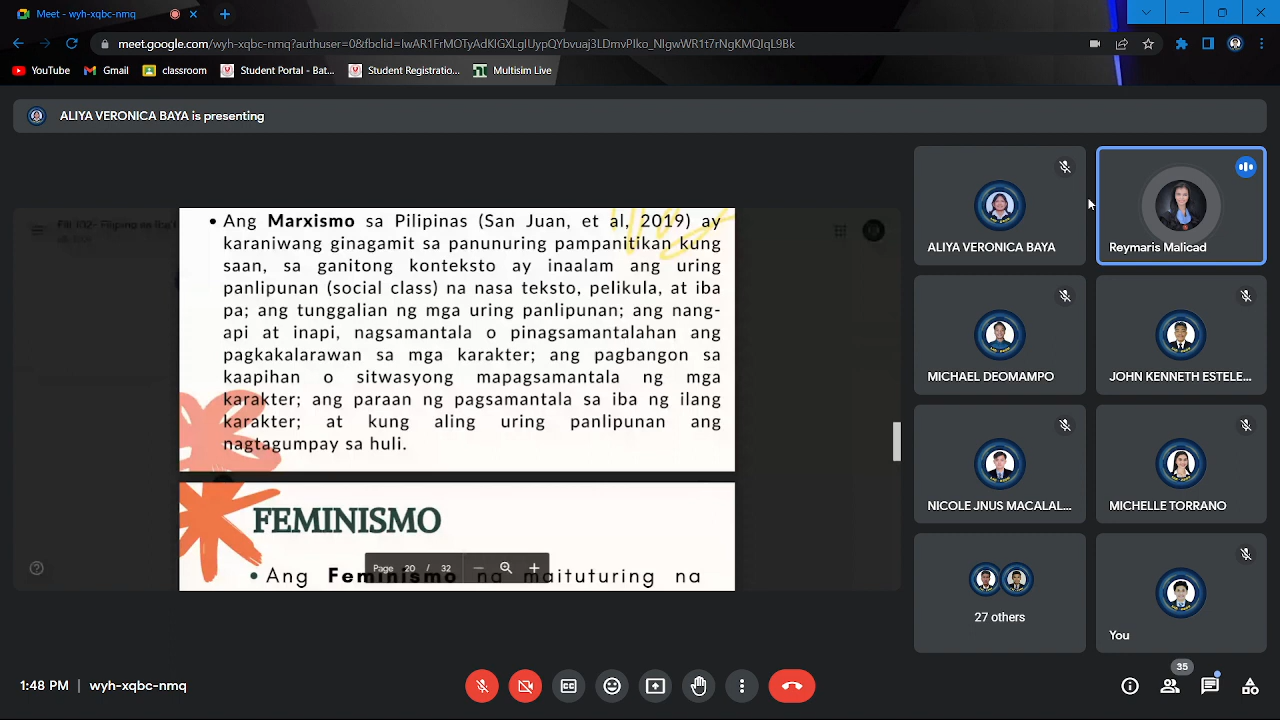 Meet - wyh-xqbc-nmq
meet.google.com/wyh-xqbc-nmq?authuser=0&fbclid=IwAR1FrMOTyAdKlGXLgIUypQYbvuaj3LDmvPIko_NIgwWR1t7rNgKMQIqL9Bk
YouTube
Gmail
classroom
Student Portal - Bat...
Student Registratio...
Multisim Live
ALIYA VERONICA BAYA is presenting
• Ang Marxismo sa Pilipinas (San Juan, et al, 2019) ay
karaniwang ginagamit sa panunuring pampanitikan kung
saan, sa ganitong konteksto ay inaalam ang uring
panlipunan (social class) na nasa teksto, pelikula, at iba
pa; ang tunggalian ng mga uring panlipunan; ang nang-
api at inapi, nagsamantala o pinagsamantalahan ang
pagkakalarawan sa mga karakter; ang pagbangon sa
kaapihan o sitwasyong mapagsamantala ng mga
karakter; ang paraan ng pagsamantala sa iba ng ilang
karakter; at kung aling uring panlipunan ang
nagtagumpay sa huli.
FEMINISMO
• Ang Feminismo na maituturing na
Page 20 / 32
ALIYA VERONICA BAYA
Reymaris Malicad
MICHAEL DEOMAMPO
JOHN KENNETH ESTELE...
NICOLE JNUS MACALAL...
MICHELLE TORRANO
27 others
You
1:48 PM | wyh-xqbc-nmq
35